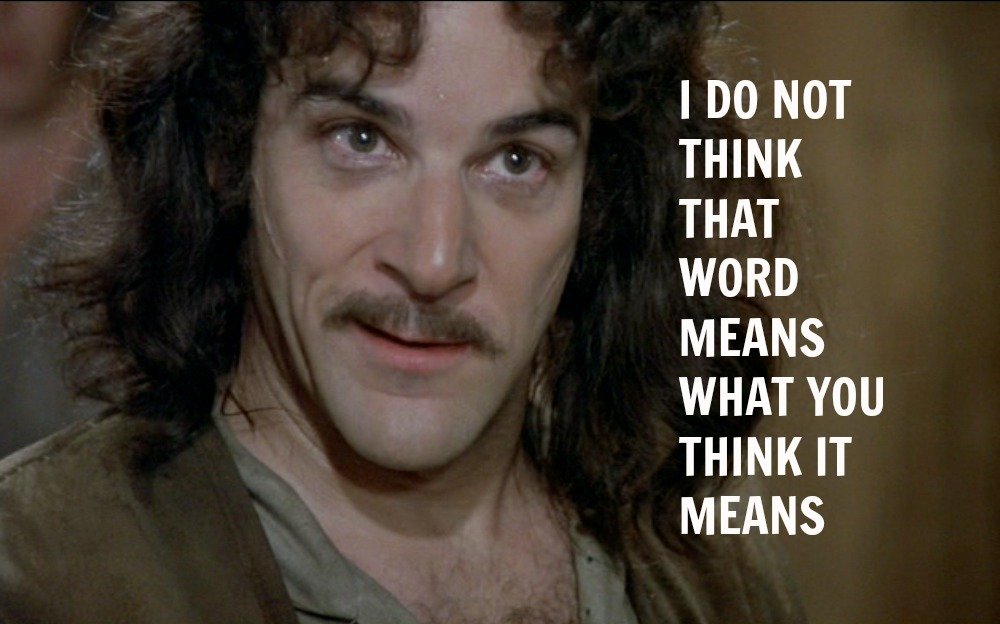 I DO NOT
THINK
THAT
WORD
MEANS
WHAT YOU
THINK IT
MEANS